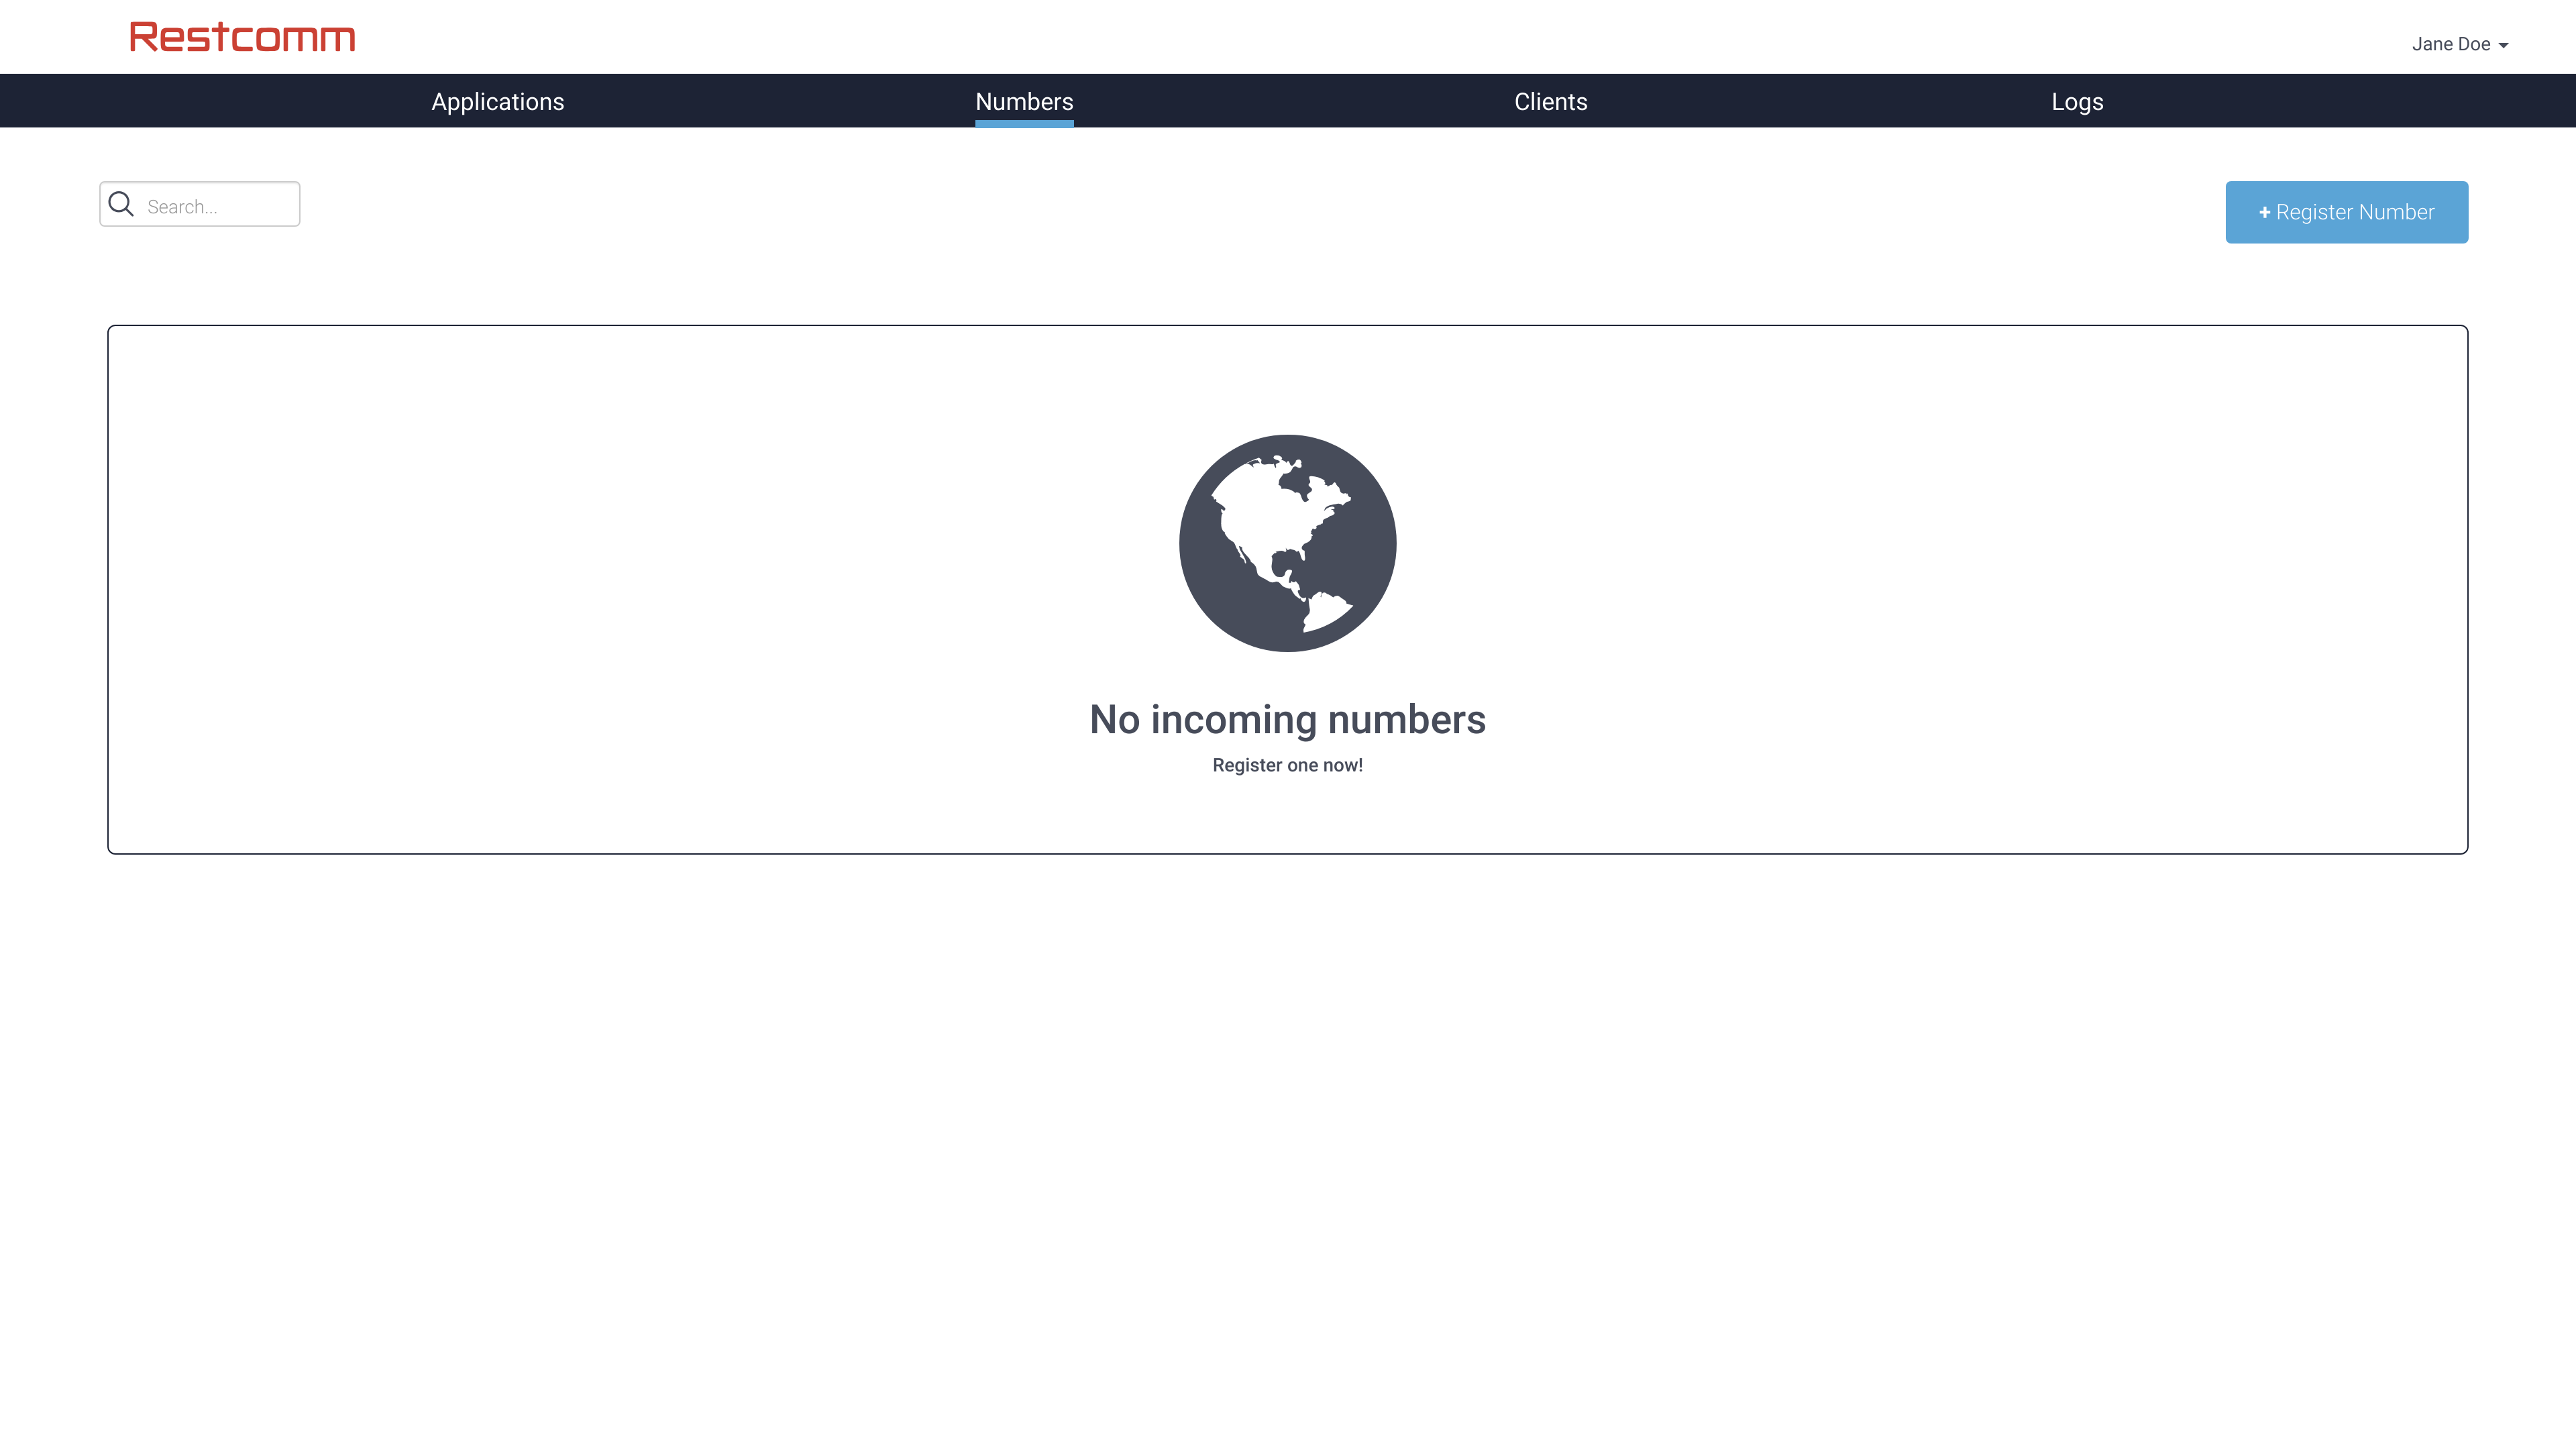 Restcomm
Jane Doe
Applications
Numbers
Clients
Logs
Search...
+ Register Number
No incoming numbers
Register one now!